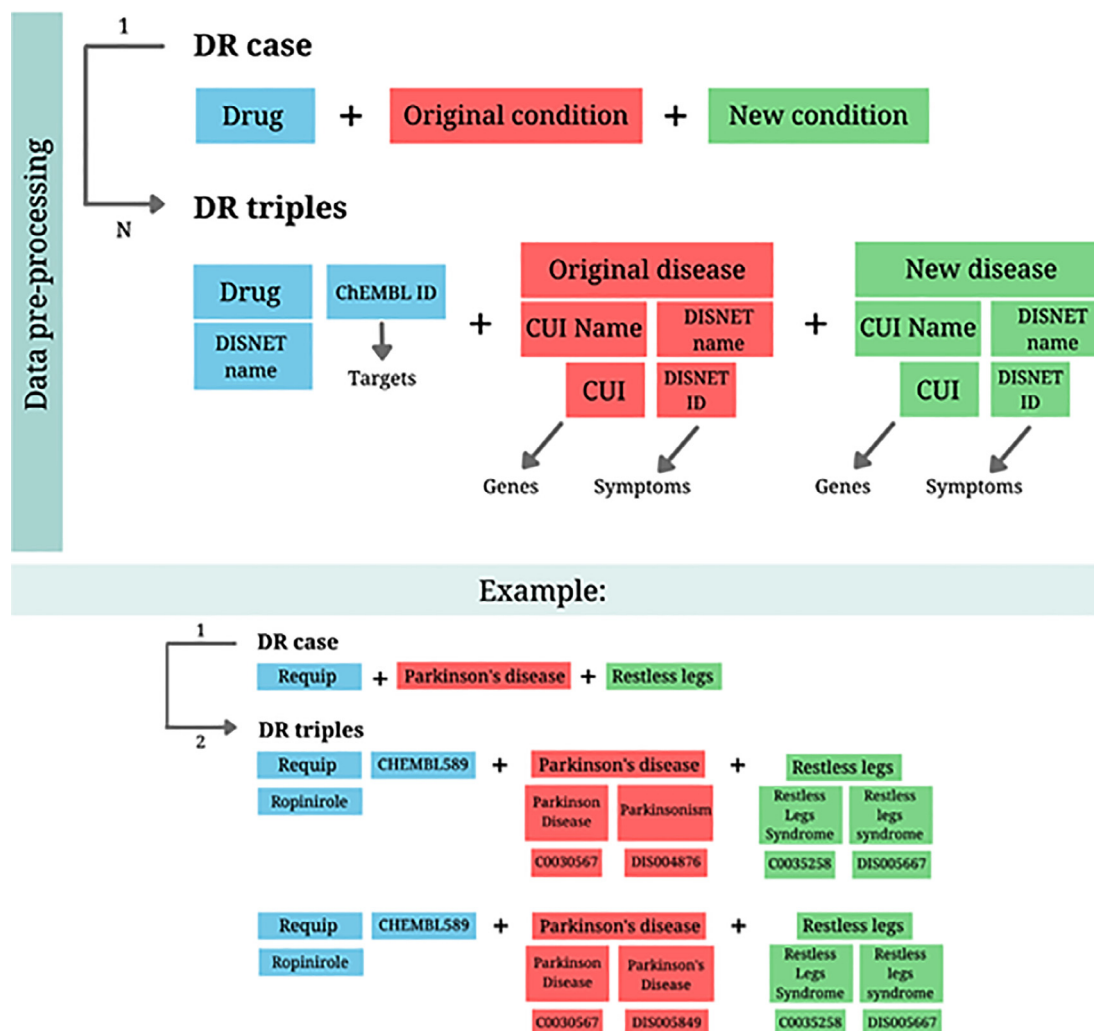 Data pre-processing
1
DR case
Drug + Original condition + New condition
N
DR triples
Drug
ChEMBL ID
DISNET
name
Targets
+
Original disease
CUI Name
DISNET
name
CUI
DISNET
ID
Genes
Symptoms
+
New disease
CUI Name
DISNET
name
CUI
DISNET
ID
Genes
Symptoms
Example:
1
DR case
Requip + Parkinson's disease + Restless legs
2
DR triples
Requip
CHEMBL589
Ropinirole
+
Parkinson's disease
Parkinson
Disease
Parkinsonism
C0030567
DIS004876
+
Restless legs
Restless
Legs
Syndrome
Restless
legs
syndrome
C0035258
DIS005667
Requip
CHEMBL589
Ropinirole
+
Parkinson's disease
Parkinson
Disease
Parkinson's
Disease
C0030567
DIS005849
+
Restless legs
Restless
Legs
Syndrome
Restless
legs
syndrome
C0035258
DIS005667